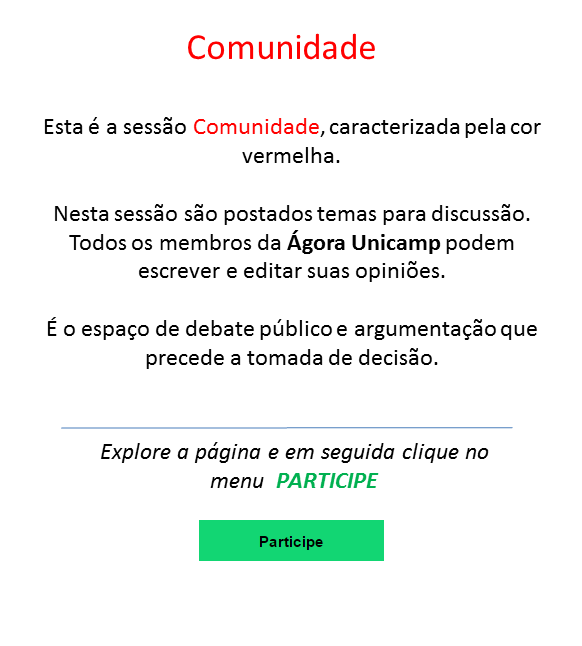 Comunidade
Esta é a sessão Comunidade, caracterizada pela cor
vermelha.
Nesta sessão são postados temas para discussão.
Todos os membros da Ágora Unicamp podem
escrever e editar suas opiniões.
É o espaço de debate público e argumentação que
precede a tomada de decisão.
Explore a página e em seguida clique no
menu PARTICIPE
Participe